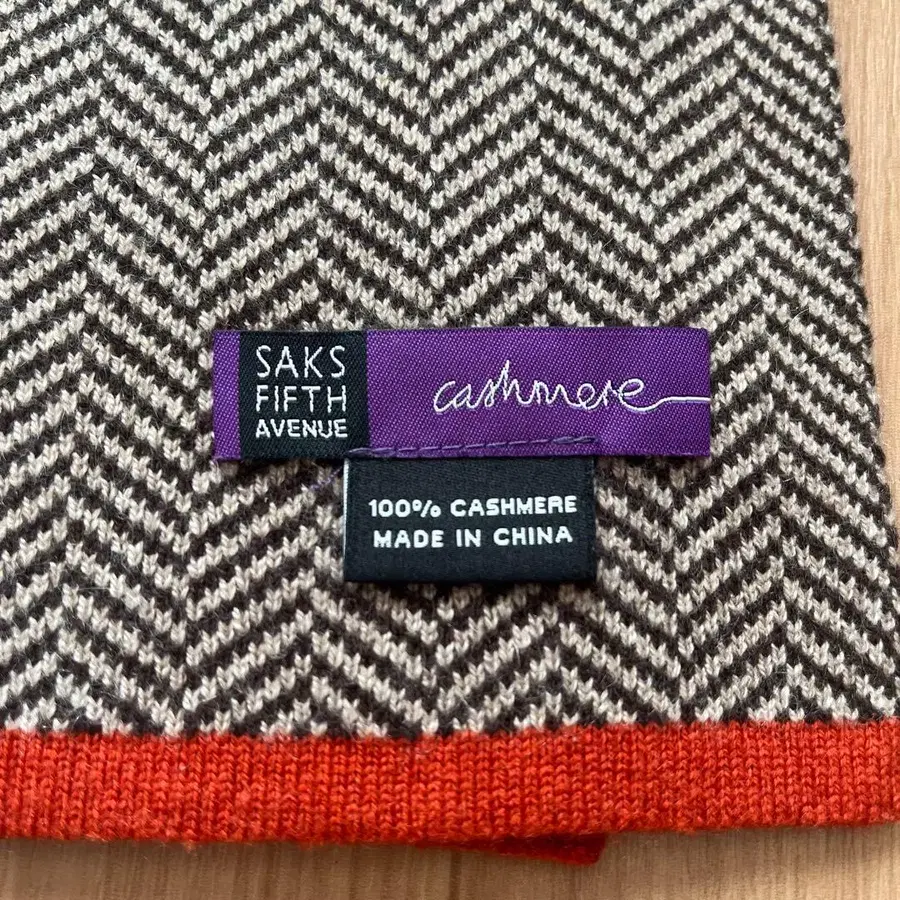 SAKS
FIFTH
AVENUE
cashmere
100% CASHMERE
MADE IN CHINA